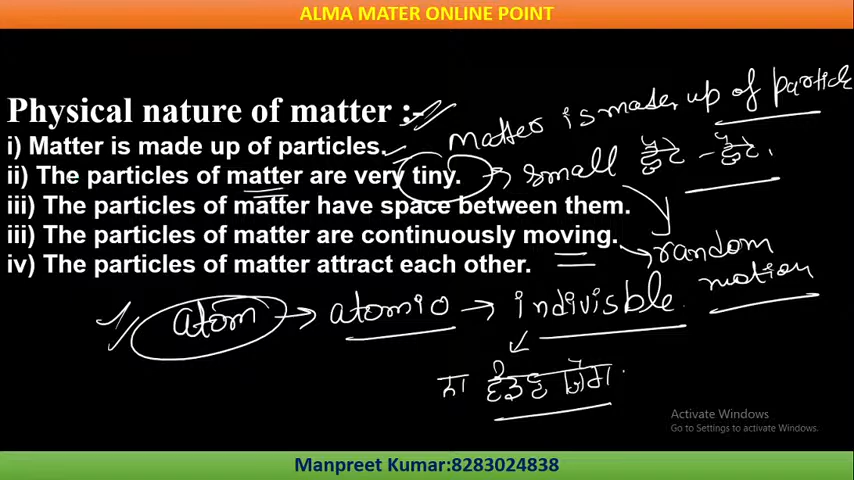 ALMA MATER ONLINE POINT
Physical nature of matter :-
matter is made up of particle
i) Matter is made up of particles.
ii) The particles of matter are very tiny.
small ਛੋਟੇ - ਛੋਟੇ.
iii) The particles of matter have space between them.
iii) The particles of matter are continuously moving.
random
motion
iv) The particles of matter attract each other.
atom → atomio → indivisble
ਨਾ ਵੰਡਣ ਯੋਗ
Activate Windows
Go to Settings to activate Windows.
Manpreet Kumar:8283024838